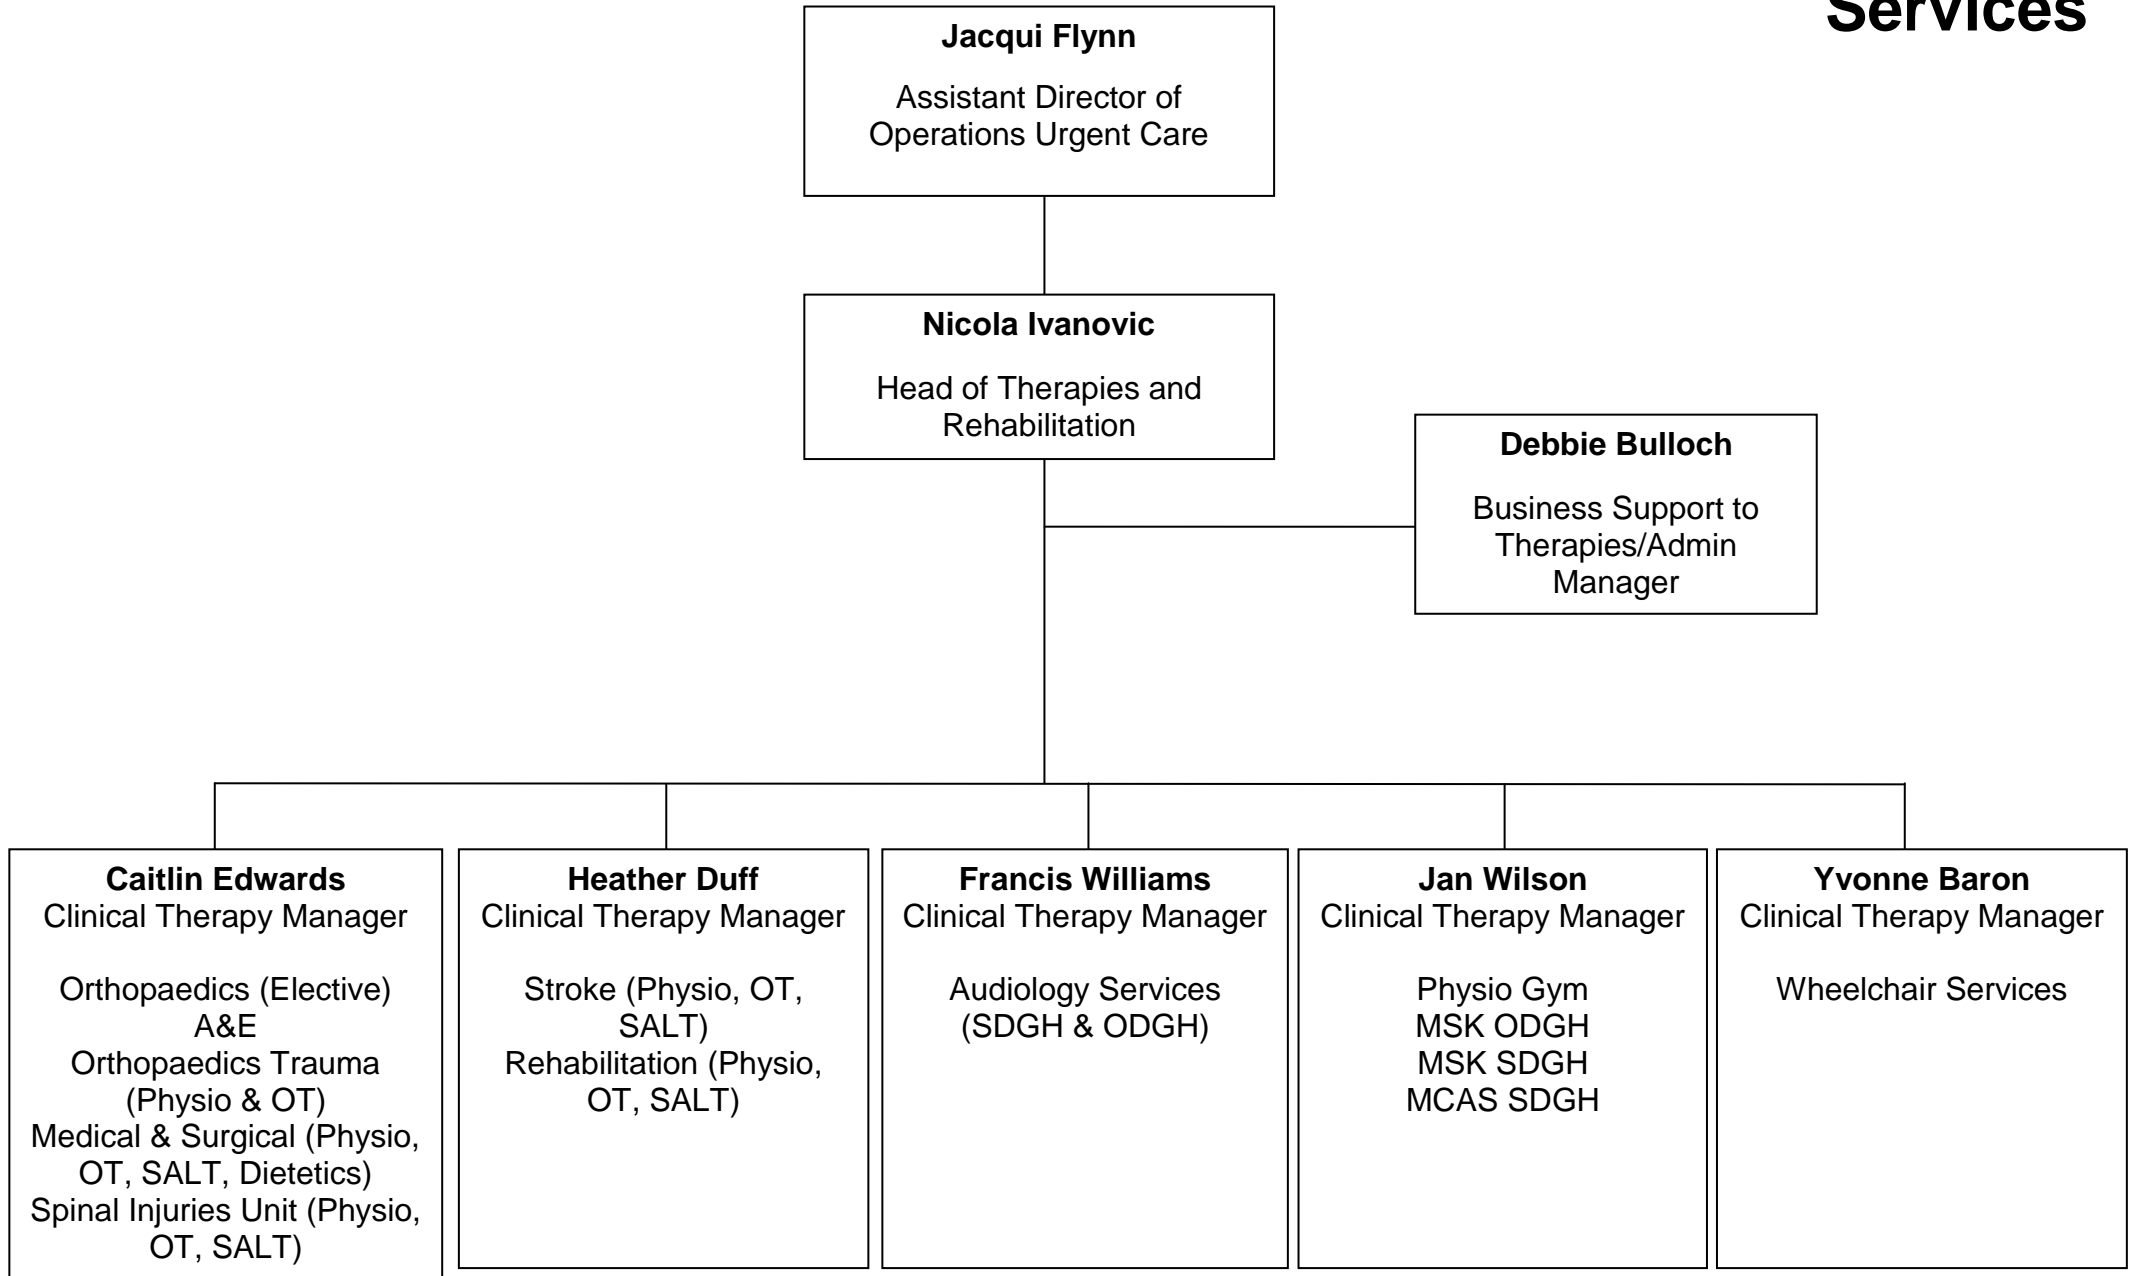 Services
Jacqui Flynn
Assistant Director of
Operations Urgent Care
Nicola Ivanovic
Head of Therapies and
Rehabilitation
Debbie Bulloch
Business Support to
Therapies/Admin
Manager
Caitlin Edwards
Clinical Therapy Manager
Orthopaedics (Elective)
A&E
Orthopaedics Trauma
(Physio & OT)
Medical & Surgical (Physio,
OT, SALT, Dietetics)
Spinal Injuries Unit (Physio,
OT, SALT)
Heather Duff
Clinical Therapy Manager
Stroke (Physio, OT,
SALT)
Rehabilitation (Physio,
OT, SALT)
Francis Williams
Clinical Therapy Manager
Audiology Services
(SDGH & ODGH)
Jan Wilson
Clinical Therapy Manager
Physio Gym
MSK ODGH
MSK SDGH
MCAS SDGH
Yvonne Baron
Clinical Therapy Manager
Wheelchair Services